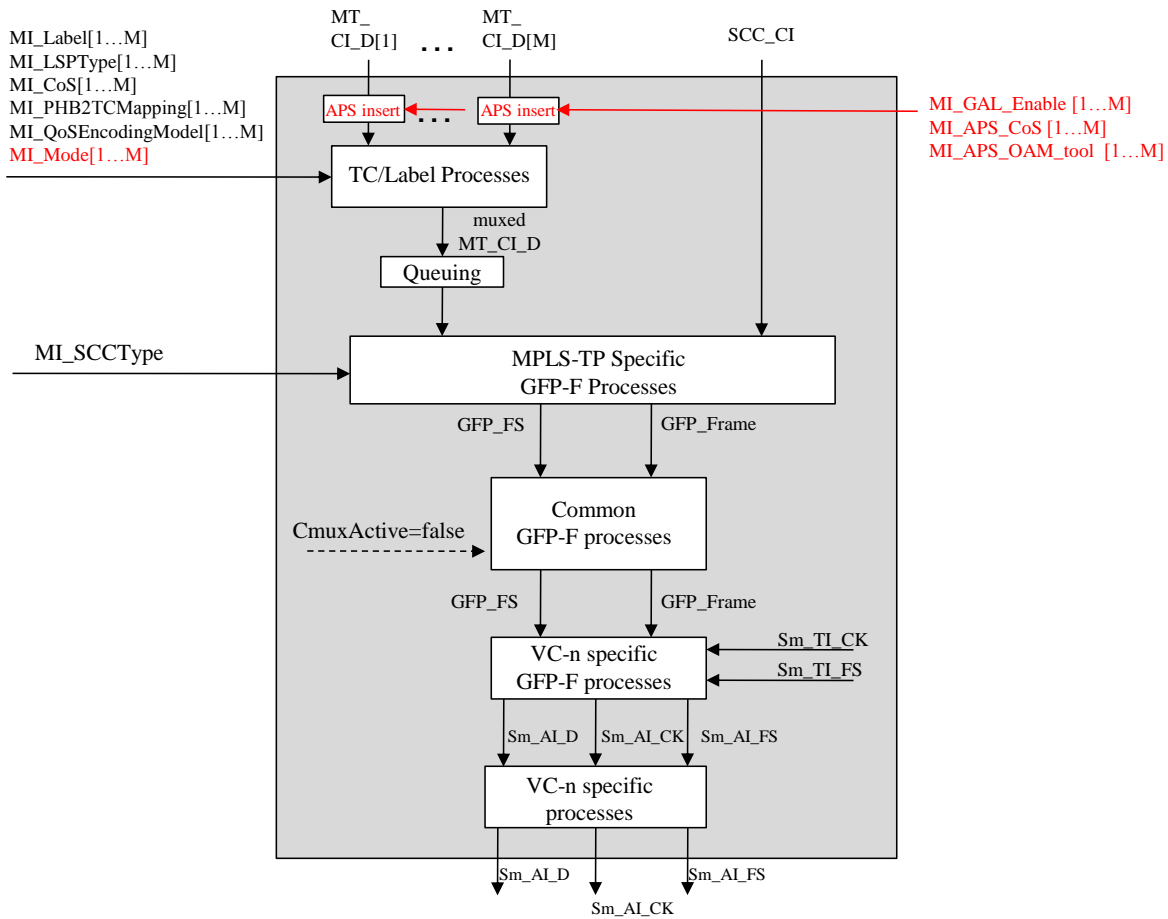 MI_Label[1…M]
MI_LSPType[1…M]
MI_CoS[1…M]
MI_PHB2TCMapping[1…M]
MI_QoSEncodingModel[1…M]
MI_Mode[1…M]
MT_
CI_D[1]
...
MT_
CI_D[M]
SCC_CI
APS insert
...
APS insert
MI_GAL_Enable [1…M]
MI_APS_CoS [1…M]
MI_APS_OAM_tool [1…M]
TC/Label Processes
muxed
MT_CI_D
Queuing
MI_SCCType
MPLS-TP Specific
GFP-F Processes
GFP_FS
GFP_Frame
Common
GFP-F processes
CmuxActive=false
GFP_FS
GFP_Frame
VC-n specific
GFP-F processes
Sm_TI_CK
Sm_TI_FS
Sm_AI_D
Sm_AI_CK
Sm_AI_FS
VC-n specific
processes
Sm_AI_D
Sm_AI_CK
Sm_AI_FS